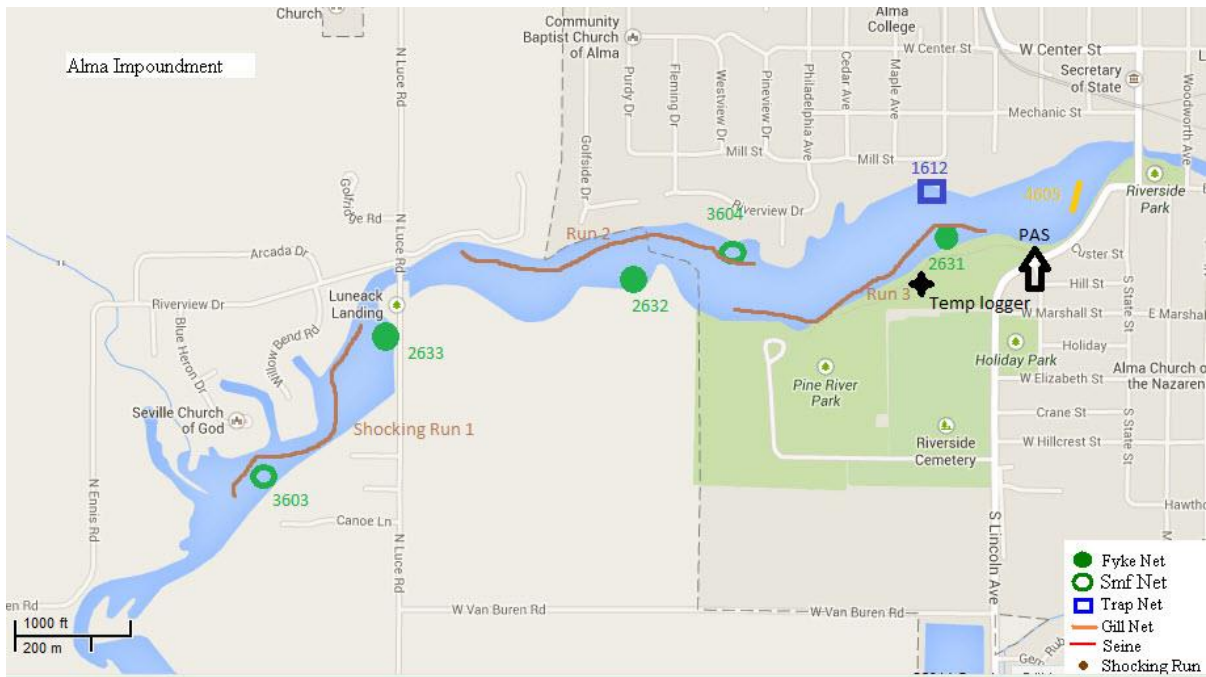 Church
Alma Impoundment
N Luce Rd
Community
Baptist Church
of Alma
Alma
College
W Center St
W Center St
Secretary
of State
Purdy Dr
Fleming Dr
Westview Dr
Pineview Dr
Philadelphia Ave
Cedar Ave
Maple Ave
Woodworth Ave
Mechanic St
Mill St
Mill St
Golfside Dr
1612
4605
Riverside
Park
Riverview Dr
3604
Run 2
N Luce Rd
Arcada Dr
PAS
Custer St
2631
Run 3
Temp logger
Hill St
S State St
Riverview Dr
Luneack
Landing
2632
W Marshall St
E Marshal
Blue Heron Dr
Willow Bend Rd
2633
Holiday
Holiday Park
Pine River
Park
W Elizabeth St
Alma Church o
the Nazaren
Seville Church
of God
Shocking Run 1
Crane St
S State St
Riverside
Cemetery
W Hillcrest St
3603
N Ennis Rd
Canoe Ln
N Luce Rd
S Lincoln Ave
Hawtho
Fyke Net
Smf Net
Trap Net
Gill Net
Seine
Shocking Run
en Rd
W Van Buren Rd
W Van Buren Rd
1000 ft
200 m